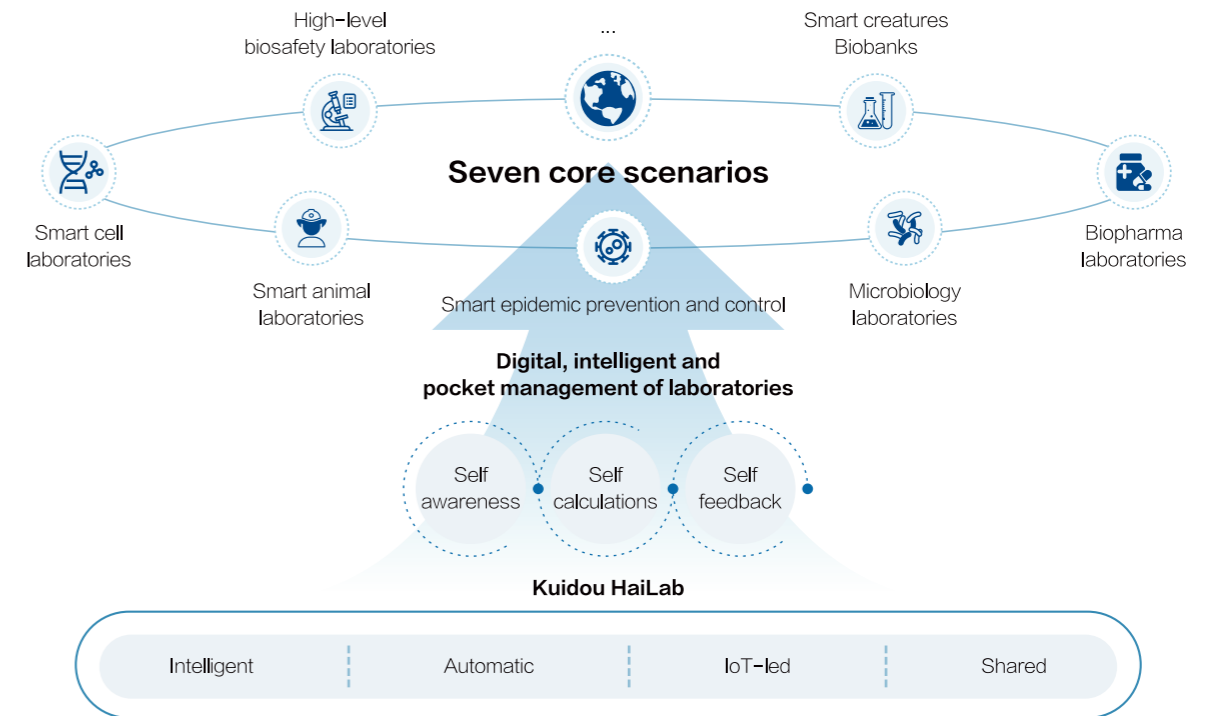 High-level
biosafety laboratories
...
Smart creatures
Biobanks
Seven core scenarios
Smart cell
laboratories
Biopharma
laboratories
Smart animal
laboratories
Smart epidemic prevention and control
Microbiology
laboratories
Digital, intelligent and
pocket management of laboratories
Self
awareness
Self
calculations
Self
feedback
Kuidou HaiLab
Intelligent
Automatic
IoT-led
Shared